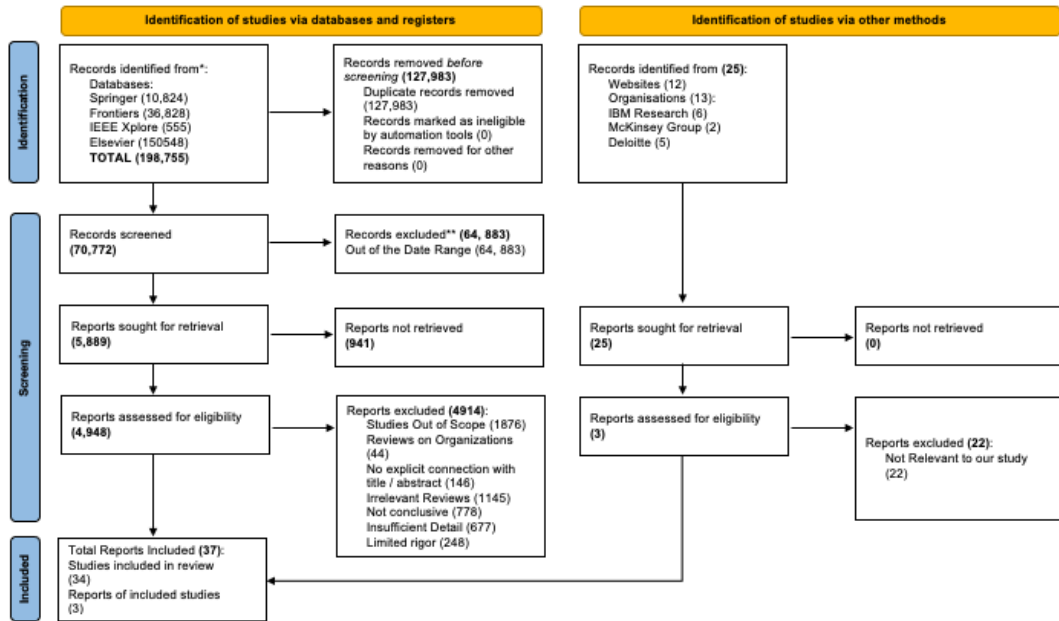 Identification of studies via databases and registers
Identification of studies via other methods
Identification
Records identified from*:
Databases:
Springer (10,824)
Frontiers (36,828)
IEEE Xplore (555)
Elsevier (150548)
TOTAL (198,755)
Records removed before
screening (127,983)
Duplicate records removed
(127,983)
Records marked as ineligible
by automation tools (0)
Records removed for other
reasons (0)
Records identified from (25):
Websites (12)
Organisations (13):
IBM Research (6)
McKinsey Group (2)
Deloitte (5)
Screening
Records screened
(70,772)
Records excluded** (64, 883)
Out of the Date Range (64, 883)
Reports sought for retrieval
(5,889)
Reports not retrieved
(941)
Reports sought for retrieval
(25)
Reports not retrieved
(0)
Reports assessed for eligibility
(4,948)
Reports excluded (4914):
Studies Out of Scope (1876)
Reviews on Organizations
(44)
No explicit connection with
title / abstract (146)
Irrelevant Reviews (1145)
Not conclusive (778)
Insufficient Detail (677)
Limited rigor (248)
Reports assessed for eligibility
(3)
Reports excluded (22):
Not Relevant to our study
(22)
Included
Total Reports Included (37):
Studies included in review
(34)
Reports of included studies
(3)